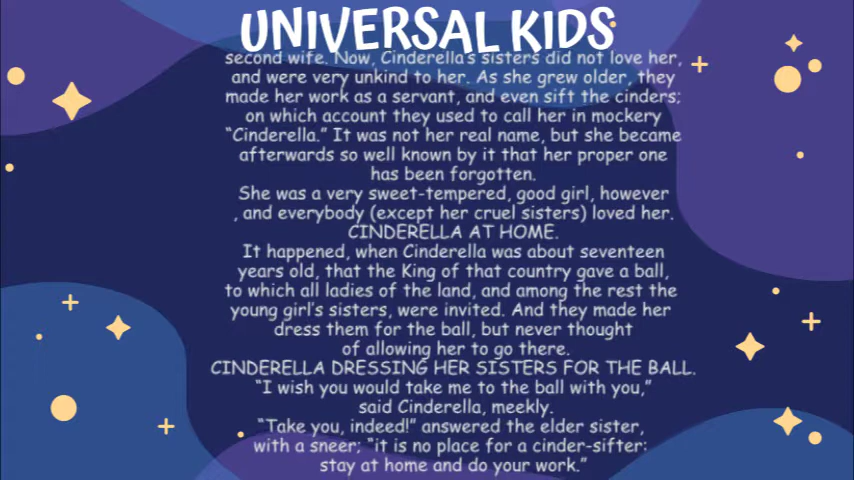 UNIVERSAL KIDS
second wife. Now, Cinderella's sisters did not love her,
and were very unkind to her. As she grew older, they
made her work as a servant, and even sift the cinders;
on which account they used to call her in mockery
“Cinderella.” It was not her real name, but she became
afterwards so well known by it that her proper one
has been forgotten.
She was a very sweet-tempered, good girl, however
, and everybody (except her cruel sisters) loved her.
CINDERELLA AT HOME.
It happened, when Cinderella was about seventeen
years old, that the King of that country gave a ball,
to which all ladies of the land, and among the rest the
young girl's sisters, were invited. And they made her
dress them for the ball, but never thought
of allowing her to go there.
CINDERELLA DRESSING HER SISTERS FOR THE BALL.
“I wish you would take me to the ball with you,”
said Cinderella, meekly.
“Take you, indeed!” answered the elder sister,
with a sneer; “it is no place for a cinder-sifter:
stay at home and do your work.”